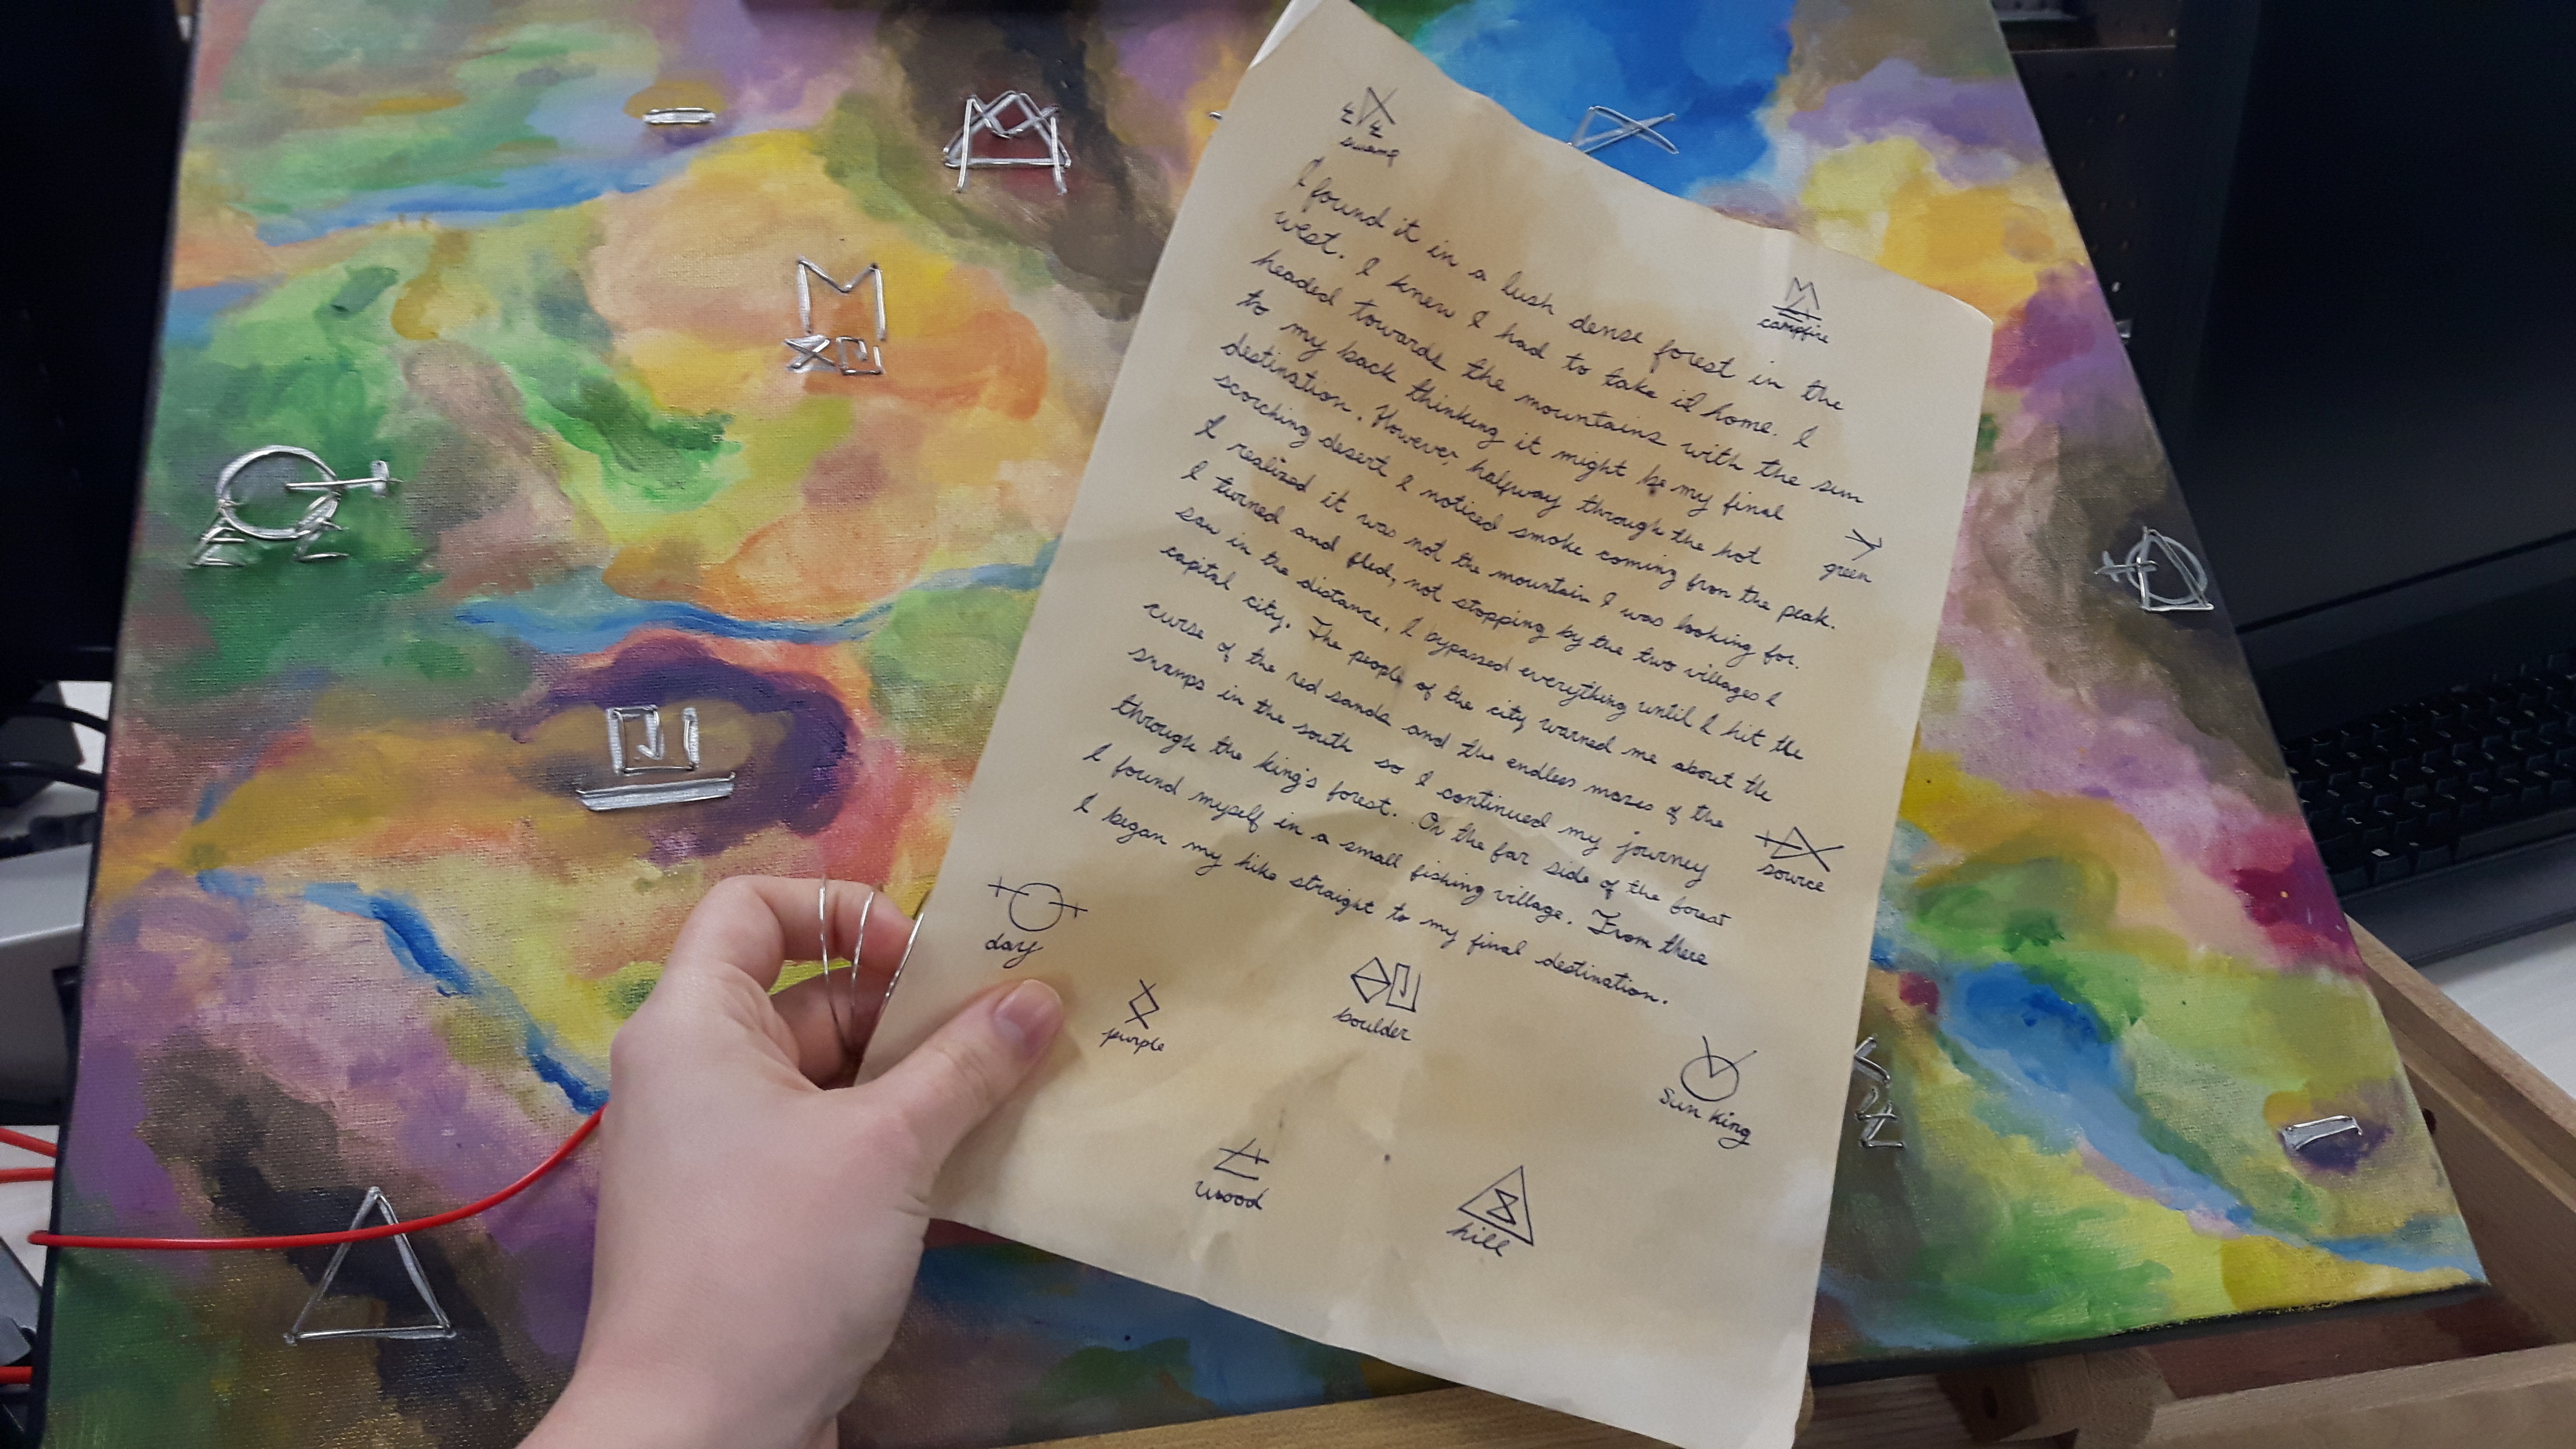 swamp
I found it in a lush dense forest in the
west. I knew I had to take it home. I
headed towards the mountains with the sun
to my back thinking it might be my final
destination. However, halfway through the hot
scorching desert I noticed smoke coming from the peak.
I realized it was not the mountain I was looking for.
I turned and fled, not stopping by the two villages I
saw in the distance. I bypassed everything until I hit the
capital city. The people of the city warned me about the
curse of the red sands and the endless mazes of the
swamps in the south so I continued my journey
through the king's forest. On the far side of the forest
I found myself in a small fishing village. From there
I began my hike straight to my final destination.
campfire
green
source
day
purple
boulder
Sun King
wood
hill